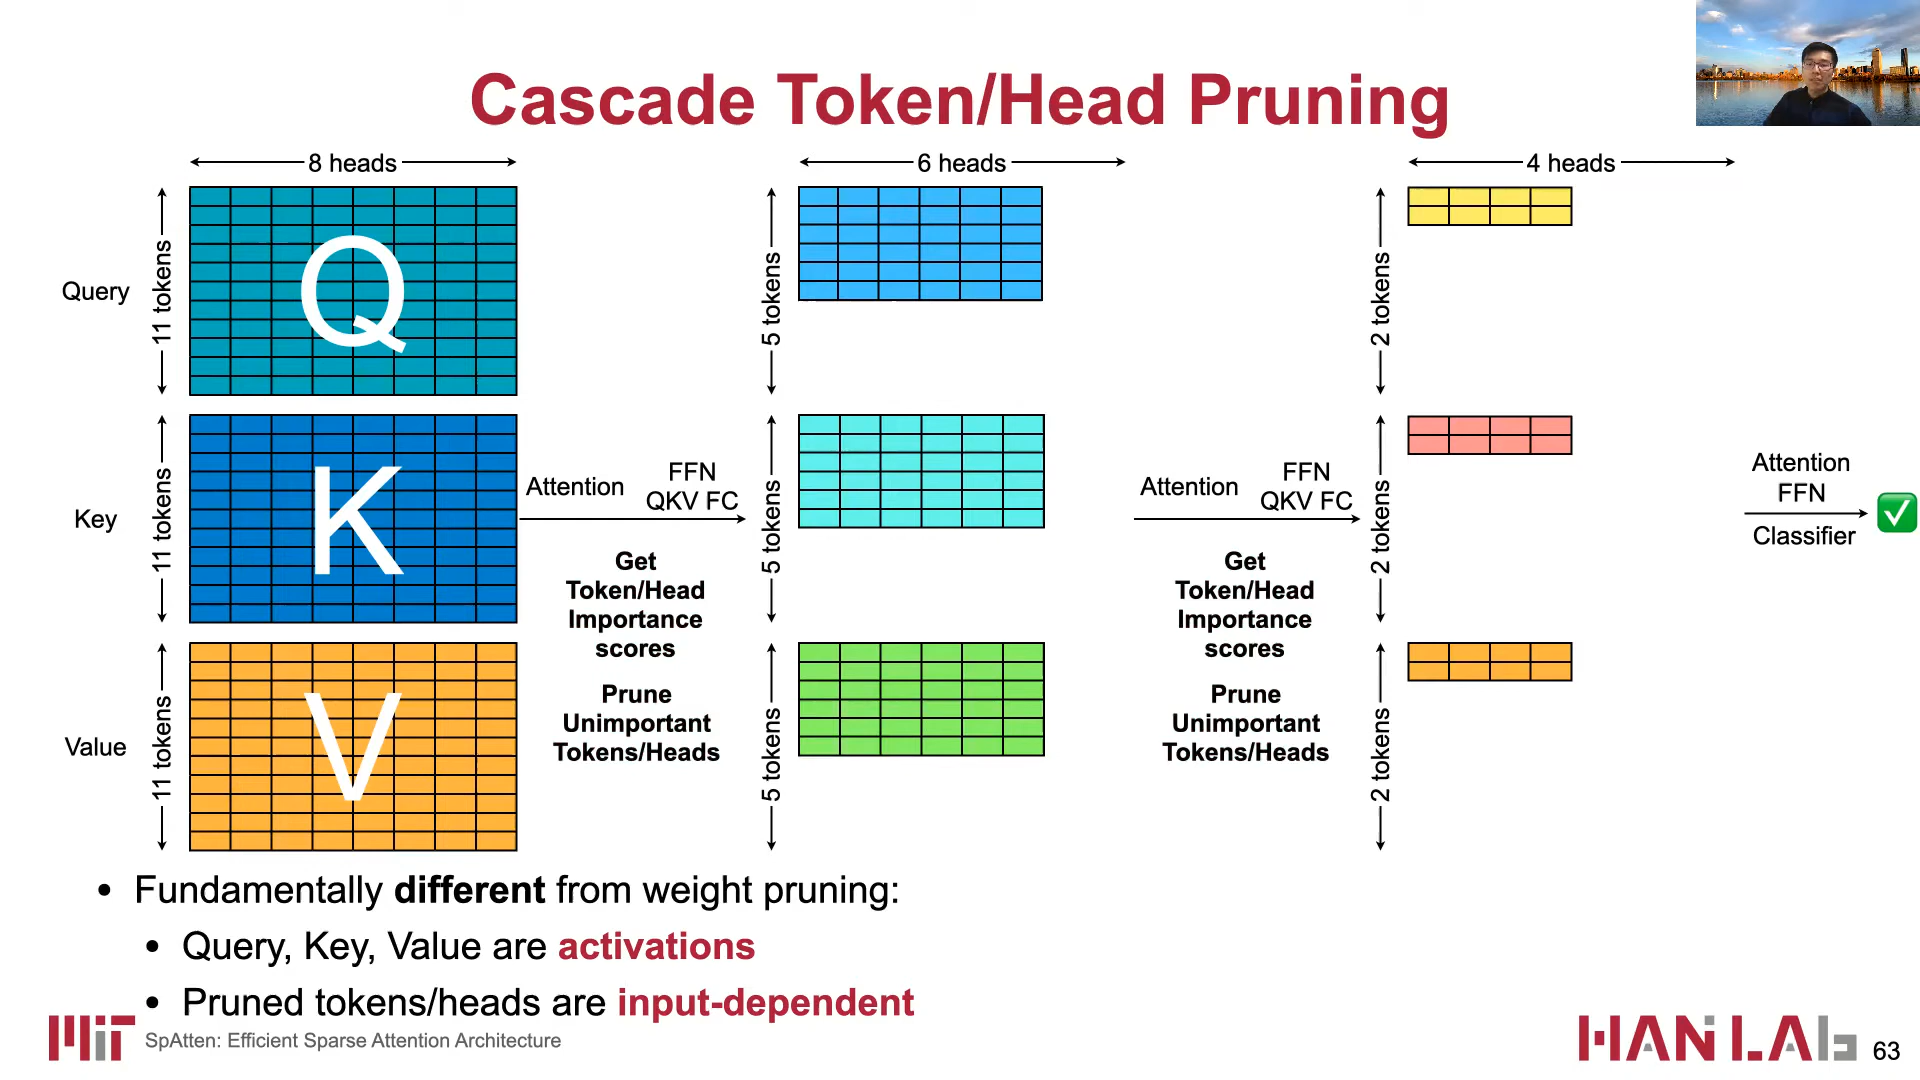 Cascade Token/Head Pruning
8 heads
6 heads
4 heads
Query
11 tokens
Q
5 tokens
2 tokens
Key
11 tokens
K
Attention
FFN
QKV FC
Get
Token/Head
Importance
scores
Prune
Unimportant
Tokens/Heads
5 tokens
Attention
FFN
QKV FC
Get
Token/Head
Importance
scores
Prune
Unimportant
Tokens/Heads
2 tokens
Attention
FFN
Classifier
Value
11 tokens
V
5 tokens
2 tokens
• Fundamentally different from weight pruning:
• Query, Key, Value are activations
• Pruned tokens/heads are input-dependent
MIT
SpAtten: Efficient Sparse Attention Architecture
HAN LAB
63